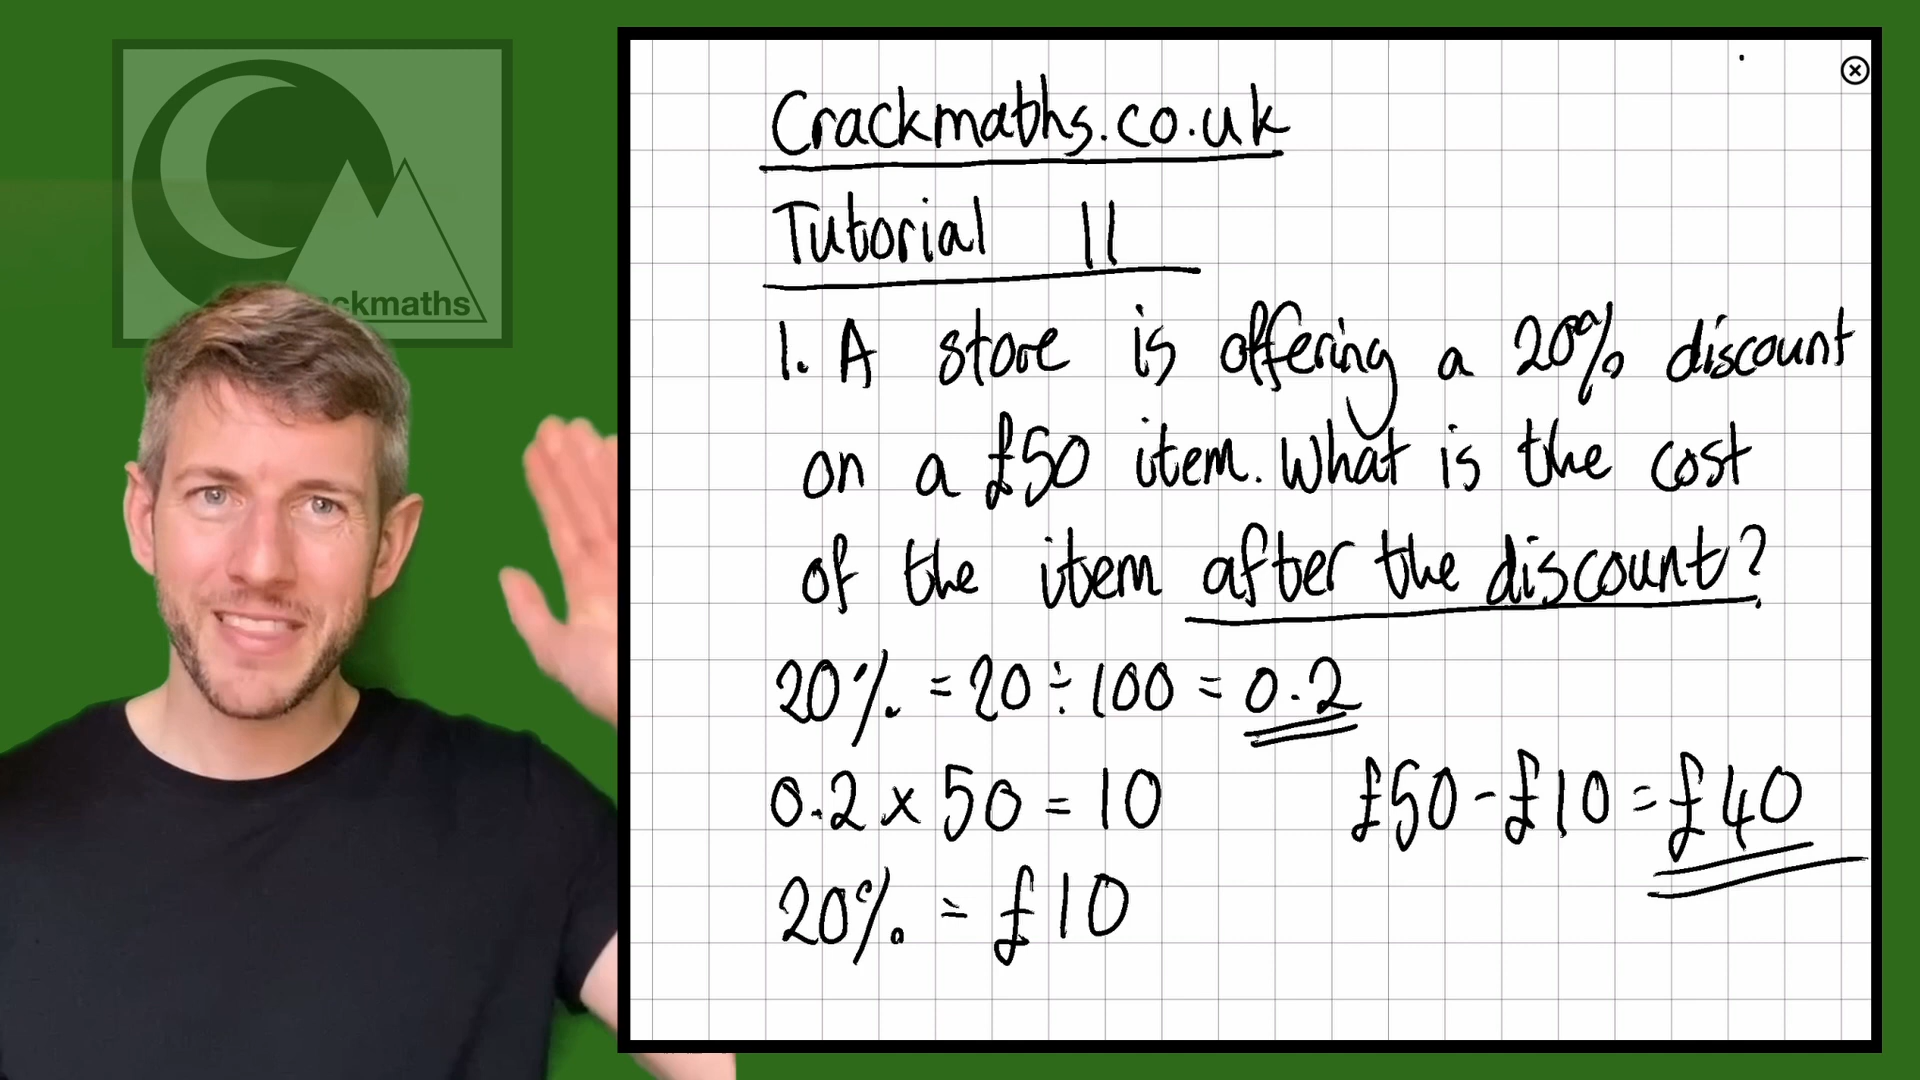 ckmaths
Crackmaths.co.uk
Tutorial 11
1. A store is offering a 20% discount
on a £50 item. What is the cost
of the item after the discount?
20% = 20 ÷ 100 = 0.2
0.2 x 50 = 10
£50 - £10 = £40
20% = £10